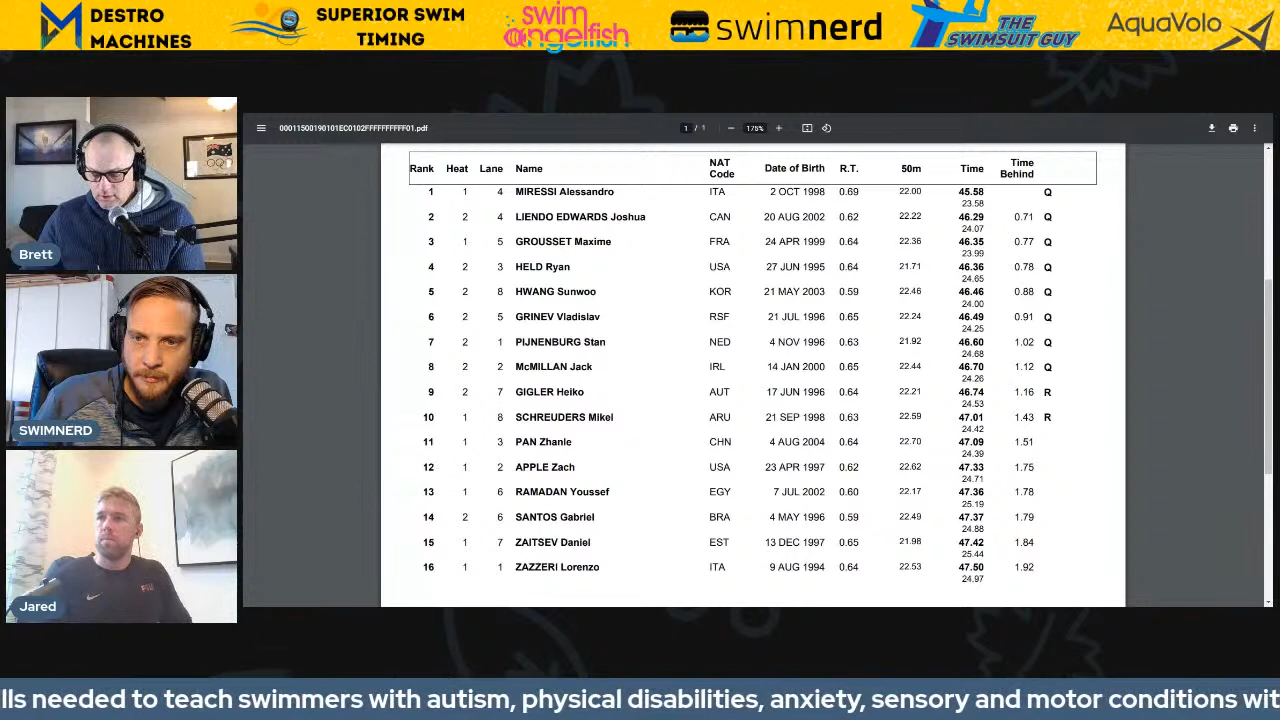 DESTRO
MACHINES
SUPERIOR SWIM
TIMING
swim
angelfish
swimnerd
THE
SWIMSUIT GUY
AquaVolo
Brett
SWIMNERD
Jared
00011500190101EC0102FFFFFFFFFF01.pdf
1 / 1 — 175% +
Rank Heat Lane Name NAT Code Date of Birth R.T. 50m Time Time Behind
1 1 4 MIRESSI Alessandro ITA 2 OCT 1998 0.69 22.00 45.58 Q
23.58
2 2 4 LIENDO EDWARDS Joshua CAN 20 AUG 2002 0.62 22.22 46.29 0.71 Q
24.07
3 1 5 GROUSSET Maxime FRA 24 APR 1999 0.64 22.36 46.35 0.77 Q
23.99
4 2 3 HELD Ryan USA 27 JUN 1995 0.64 21.71 46.36 0.78 Q
24.65
5 2 8 HWANG Sunwoo KOR 21 MAY 2003 0.59 22.46 46.46 0.88 Q
24.00
6 2 5 GRINEV Vladislav RSF 21 JUL 1996 0.65 22.24 46.49 0.91 Q
24.25
7 2 1 PIJNENBURG Stan NED 4 NOV 1996 0.63 21.92 46.60 1.02 Q
24.68
8 2 2 McMILLAN Jack IRL 14 JAN 2000 0.65 22.44 46.70 1.12 Q
24.26
9 2 7 GIGLER Heiko AUT 17 JUN 1996 0.64 22.21 46.74 1.16 R
24.53
10 1 8 SCHREUDERS Mikel ARU 21 SEP 1998 0.63 22.59 47.01 1.43 R
24.42
11 1 3 PAN Zhanle CHN 4 AUG 2004 0.64 22.70 47.09 1.51
24.39
12 1 2 APPLE Zach USA 23 APR 1997 0.62 22.62 47.33 1.75
24.71
13 1 6 RAMADAN Youssef EGY 7 JUL 2002 0.60 22.17 47.36 1.78
25.19
14 2 6 SANTOS Gabriel BRA 4 MAY 1996 0.59 22.49 47.37 1.79
24.88
15 1 7 ZAITSEV Daniel EST 13 DEC 1997 0.65 21.98 47.42 1.84
25.44
16 1 1 ZAZZERI Lorenzo ITA 9 AUG 1994 0.64 22.53 47.50 1.92
24.97
lls needed to teach swimmers with autism, physical disabilities, anxiety, sensory and motor conditions wit